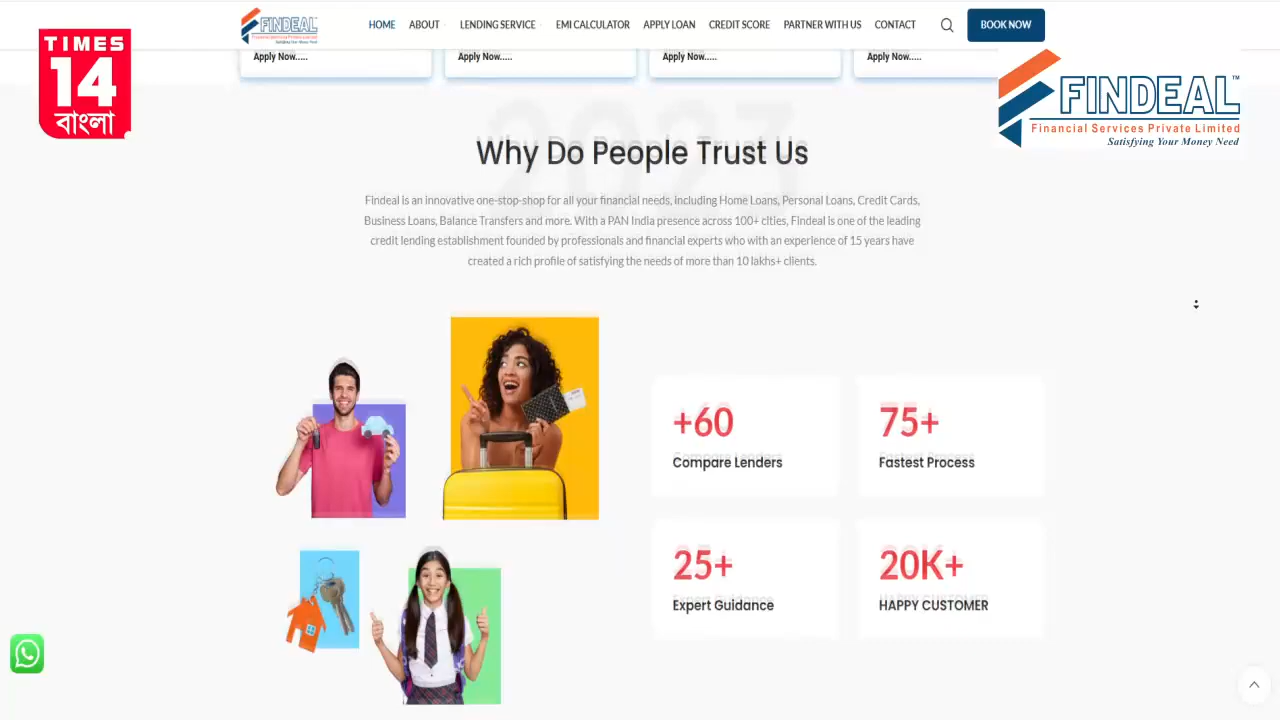 TIMES
14
বাংলা
FINDEAL
HOME ABOUT LENDING SERVICE EMI CALCULATOR APPLY LOAN CREDIT SCORE PARTNER WITH US CONTACT BOOK NOW
Apply Now..... Apply Now..... Apply Now..... Apply Now.....
FINDEAL™
Financial Services Private Limited
Satisfying Your Money Need
2021
Why Do People Trust Us
Findeal is an innovative one-stop-shop for all your financial needs, including Home Loans, Personal Loans, Credit Cards,
Business Loans, Balance Transfers and more. With a PAN India presence across 100+ cities, Findeal is one of the leading
credit lending establishment founded by professionals and financial experts who with an experience of 15 years have
created a rich profile of satisfying the needs of more than 10 lakhs+ clients.
+60
Compare Lenders
75+
Fastest Process
25+
Expert Guidance
20K+
HAPPY CUSTOMER